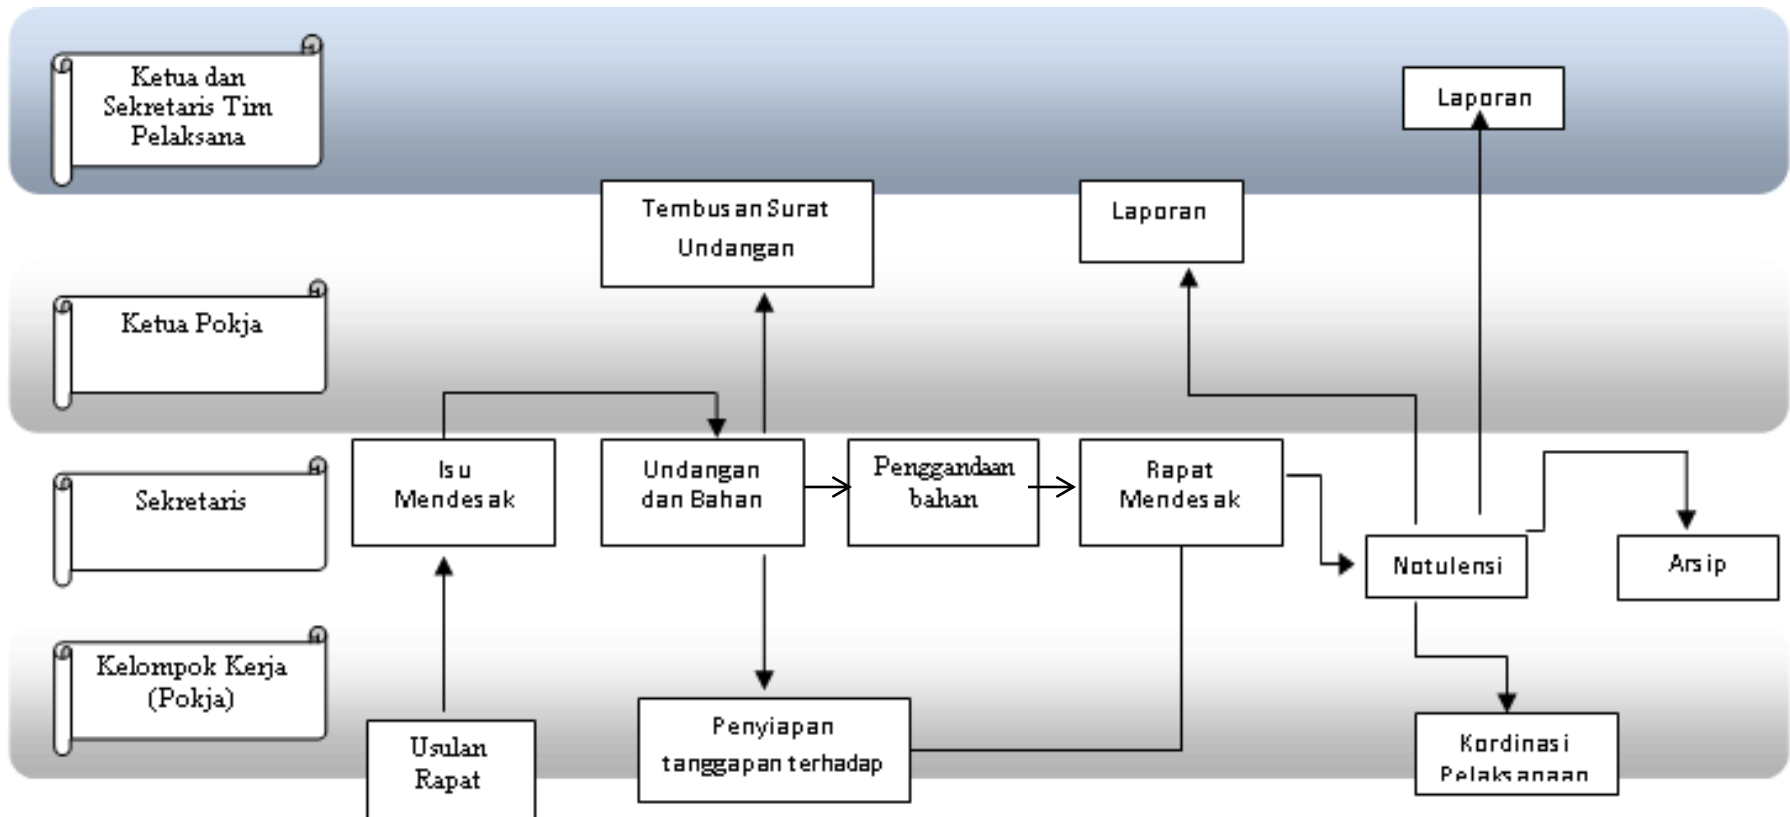 Ketua dan
Sekretaris Tim
Pelaksana
Laporan
Tembusan Surat
Undangan
Laporan
Ketua Pokja
Sekretaris
Isu
Mendesak
Undangan
dan Bahan
Penggandaan
bahan
Rapat
Mendesak
Notulensi
Arsip
Kelompok Kerja
(Pokja)
Usulan
Rapat
Penyiapan
tanggapan terhadap
Kordinasi
Pelaksanaan